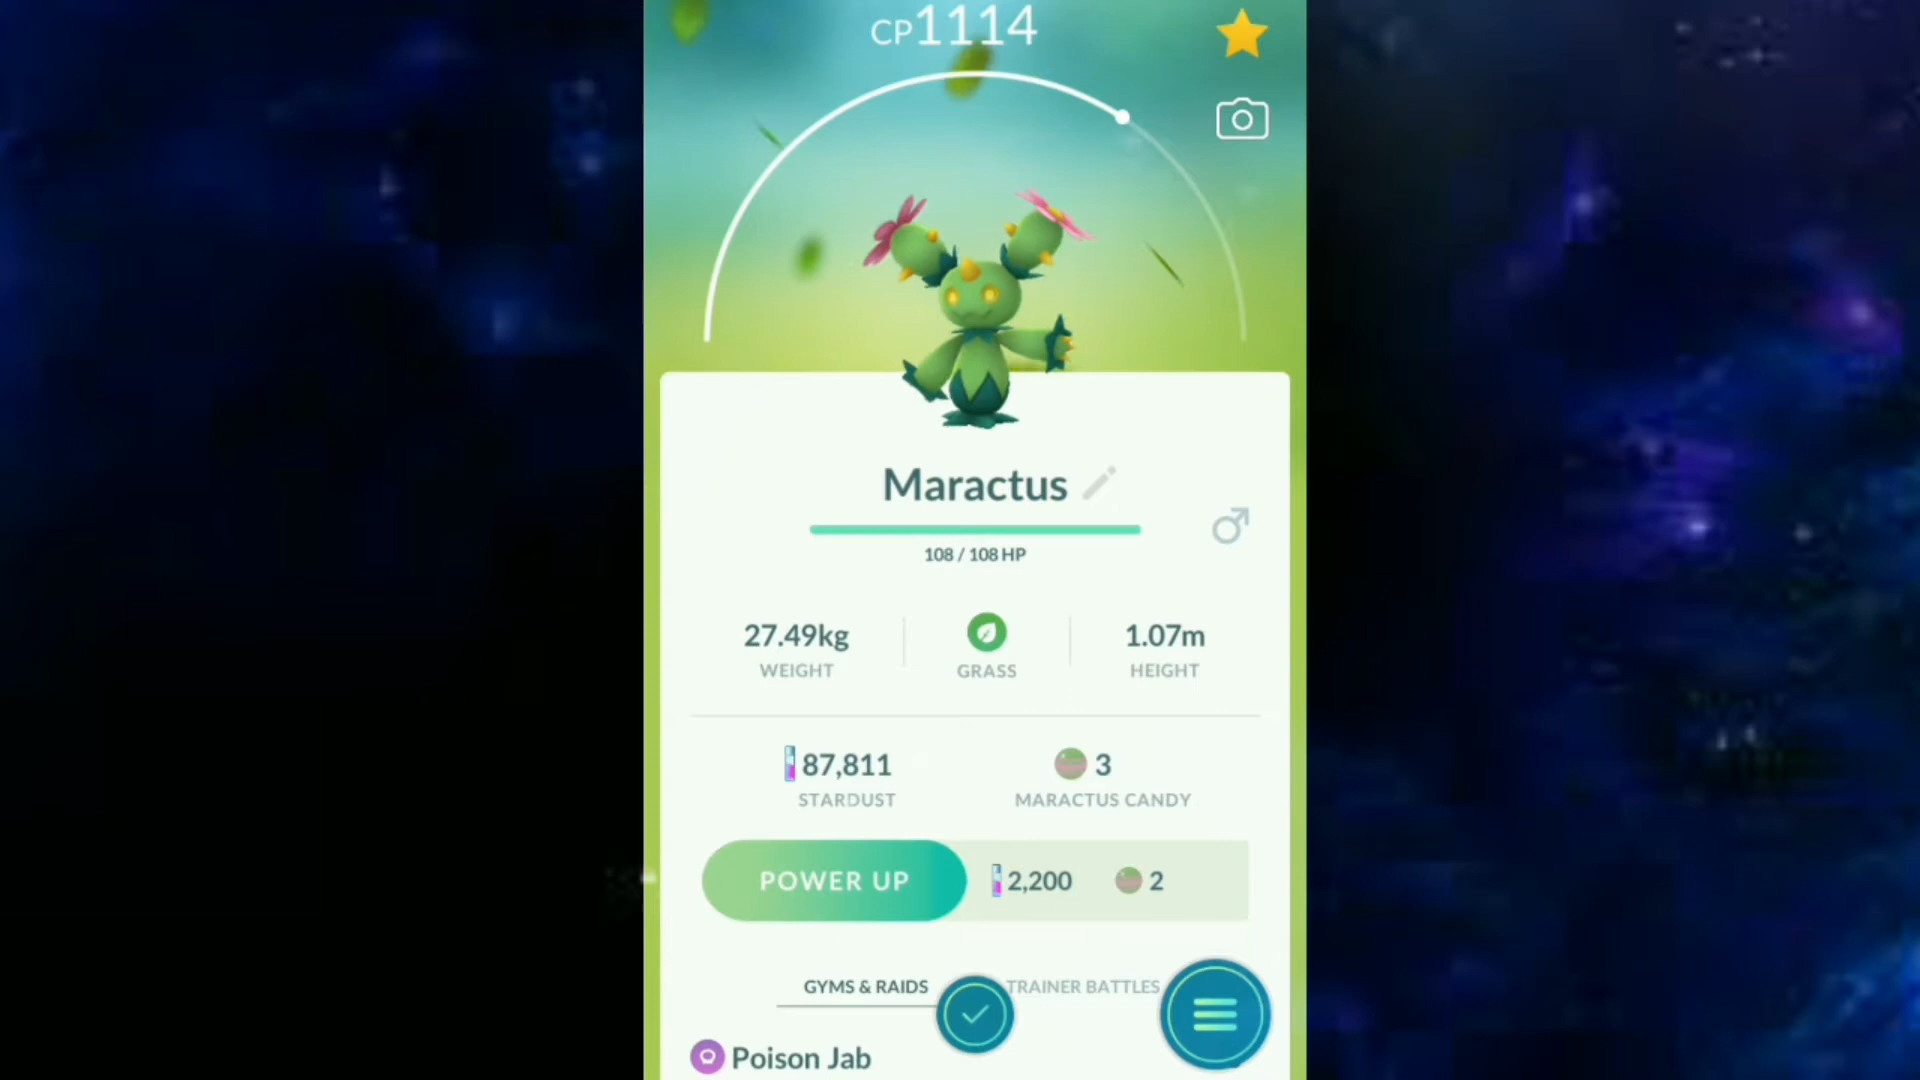 CP1114
Maractus
108 / 108 HP
27.49kg
WEIGHT
GRASS
1.07m
HEIGHT
87,811
STARDUST
3
MARACTUS CANDY
POWER UP
2,200
2
GYMS & RAIDS
TRAINER BATTLES
Poison Jab